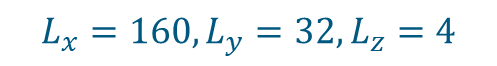 L_x = 160, L_y = 32, L_z = 4